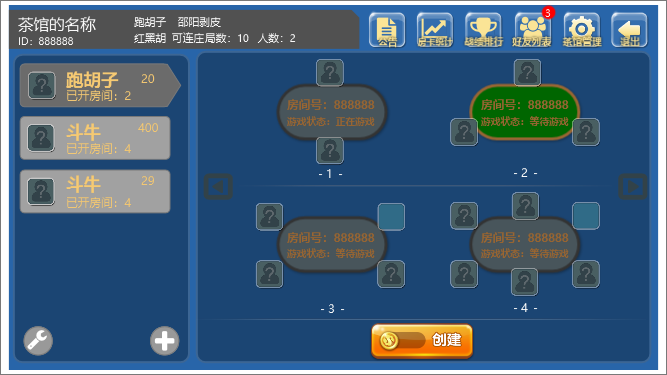 茶馆的名称
ID：888888
跑胡子 邵阳剥皮
红黑胡 可连庄局数：10 人数：2
公告
房卡统计
战绩排行
3
好友列表
茶馆管理
退出
跑胡子 20
已开房间：2
斗牛 400
已开房间：4
斗牛 29
已开房间：4
房间号：888888
游戏状态：正在游戏
- 1 -
房间号：888888
游戏状态：等待游戏
- 2 -
房间号：888888
游戏状态：等待游戏
- 3 -
房间号：888888
游戏状态：等待游戏
- 4 -
创建